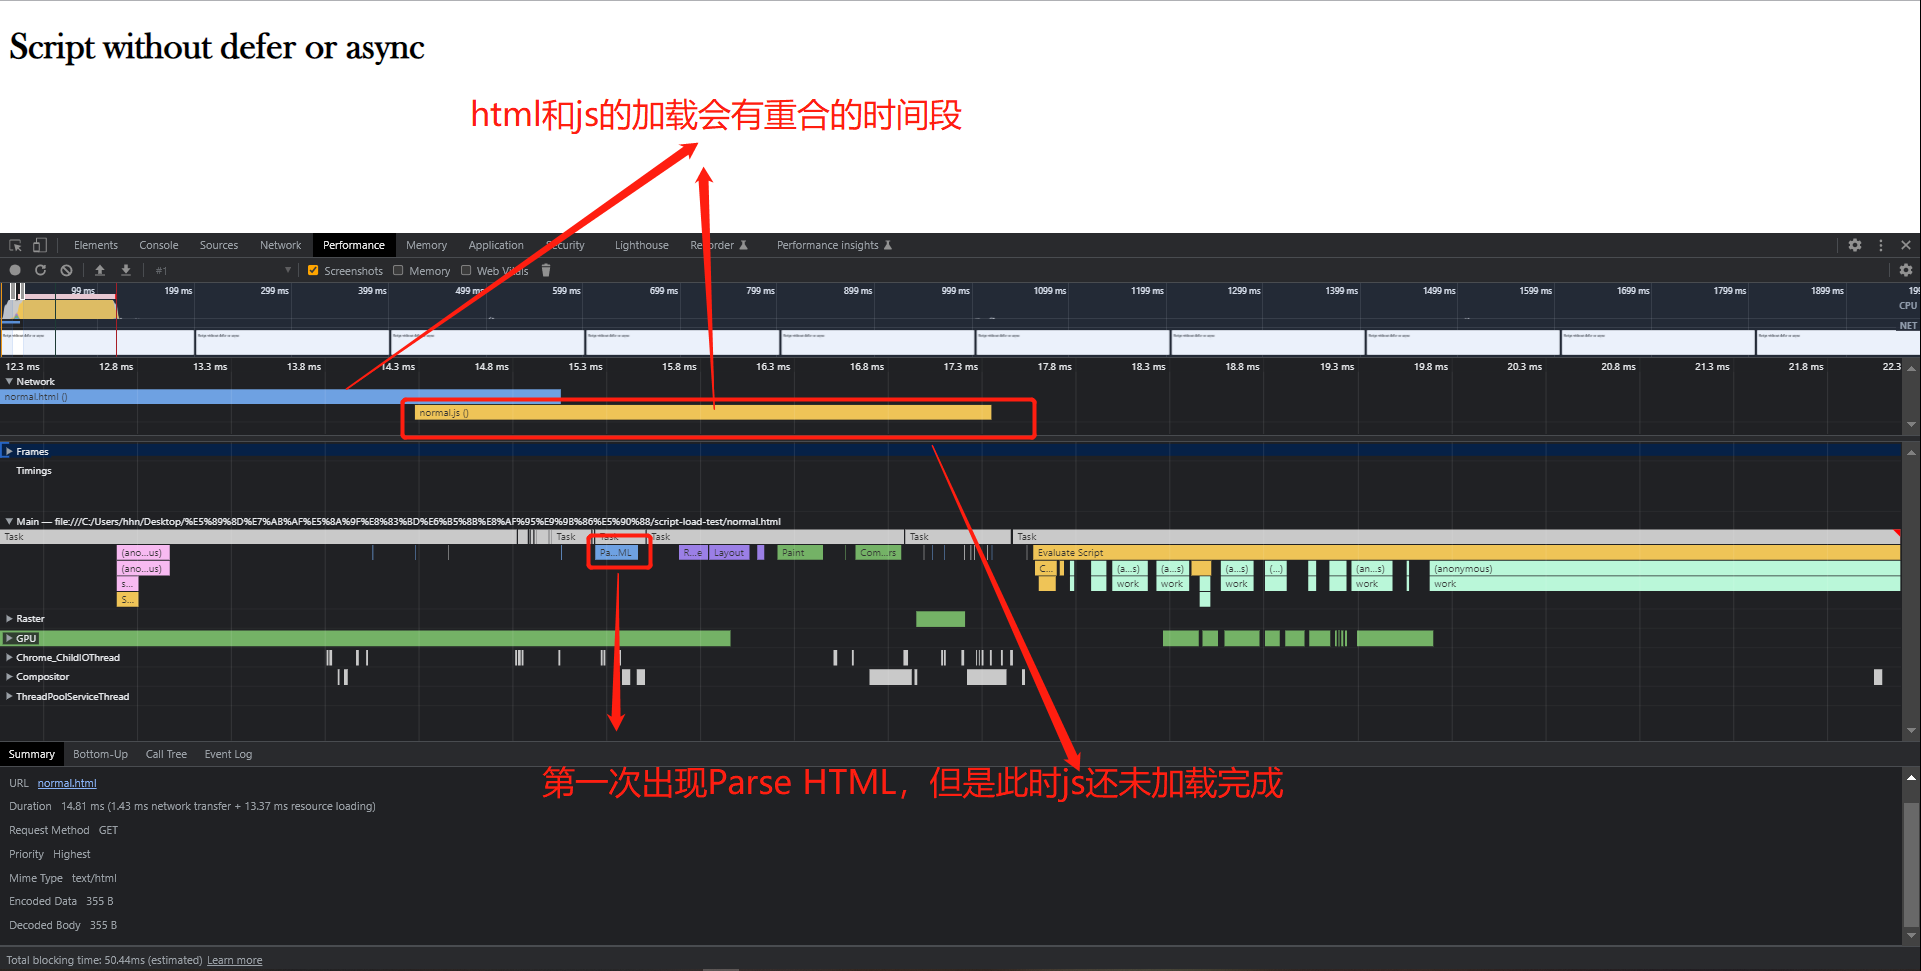 Script without defer or async
html和js的加载会有重合的时间段
Elements Console Sources Network Performance Memory Application Security Lighthouse Recorder Performance insights
#1 Screenshots Memory Web Vitals
99 ms 199 ms 299 ms 399 ms 499 ms 599 ms 699 ms 799 ms 899 ms 999 ms 1099 ms 1199 ms 1299 ms 1399 ms 1499 ms 1599 ms 1699 ms 1799 ms 1899 ms 199
CPU
NET
12.3 ms 12.8 ms 13.3 ms 13.8 ms 14.3 ms 14.8 ms 15.3 ms 15.8 ms 16.3 ms 16.8 ms 17.3 ms 17.8 ms 18.3 ms 18.8 ms 19.3 ms 19.8 ms 20.3 ms 20.8 ms 21.3 ms 21.8 ms 22.3
Network
normal.html ()
normal.js ()
Frames
Timings
Main — file:///C:/Users/hhn/Desktop/%E5%89%8D%E7%AB%AF%E5%8A%9F%E8%83%BD%E6%B5%8B%E8%AF%95%E9%9B%86%E5%90%88/script-load-test/normal.html
Task Task Task Task Task Task
(ano...us) Pa...ML R...e Layout Paint Com...rs Evaluate Script
(ano...us) C... (a...s) (a...s) (a...s) (...) (an...s) (anonymous)
s... work work work work work
S...
Raster
GPU
Chrome_ChildIOThread
Compositor
ThreadPoolServiceThread
Summary Bottom-Up Call Tree Event Log
第一次出现Parse HTML，但是此时js还未加载完成
URL normal.html
Duration 14.81 ms (1.43 ms network transfer + 13.37 ms resource loading)
Request Method GET
Priority Highest
Mime Type text/html
Encoded Data 355 B
Decoded Body 355 B
Total blocking time: 50.44ms (estimated) Learn more